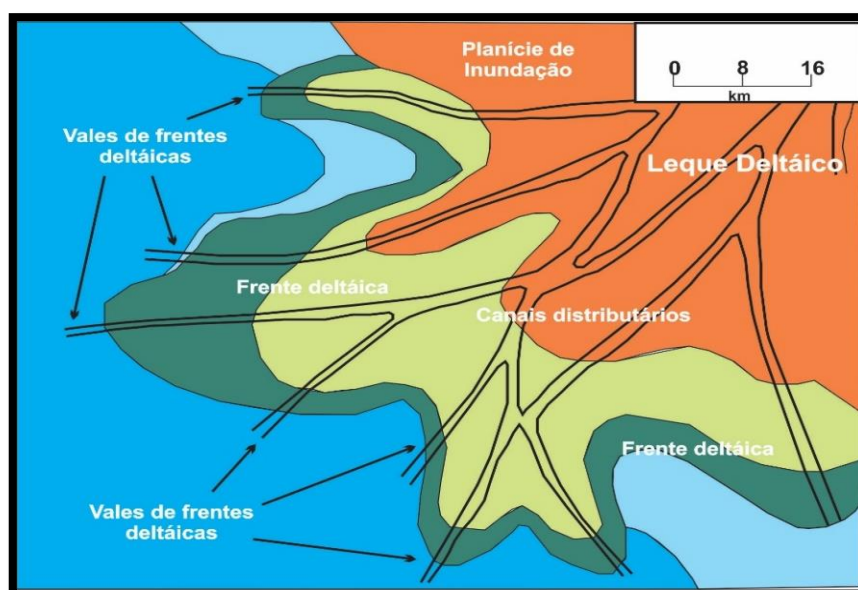 Planície de
Inundação
0 8 16
km
Vales de frentes
deltáicas
Leque Deltáico
Frente deltáica
Canais distributários
Frente deltáica
Vales de frentes
deltáicas